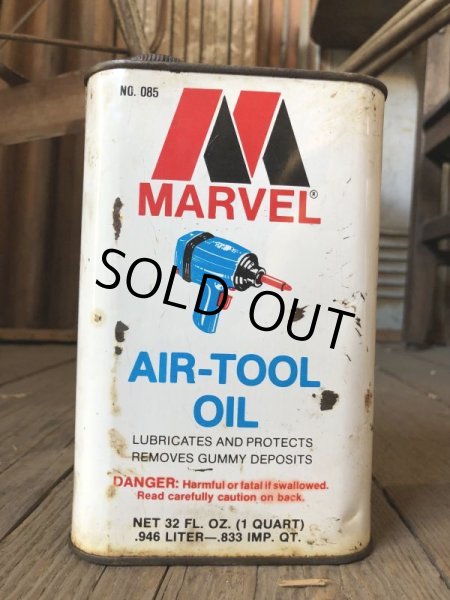 NO. 085
MARVEL®
SOLD OUT
AIR-TOOL
OIL
LUBRICATES AND PROTECTS
REMOVES GUMMY DEPOSITS
DANGER: Harmful or fatal if swallowed.
Read carefully caution on back.
NET 32 FL. OZ. (1 QUART)
.946 LITER—.833 IMP. QT.